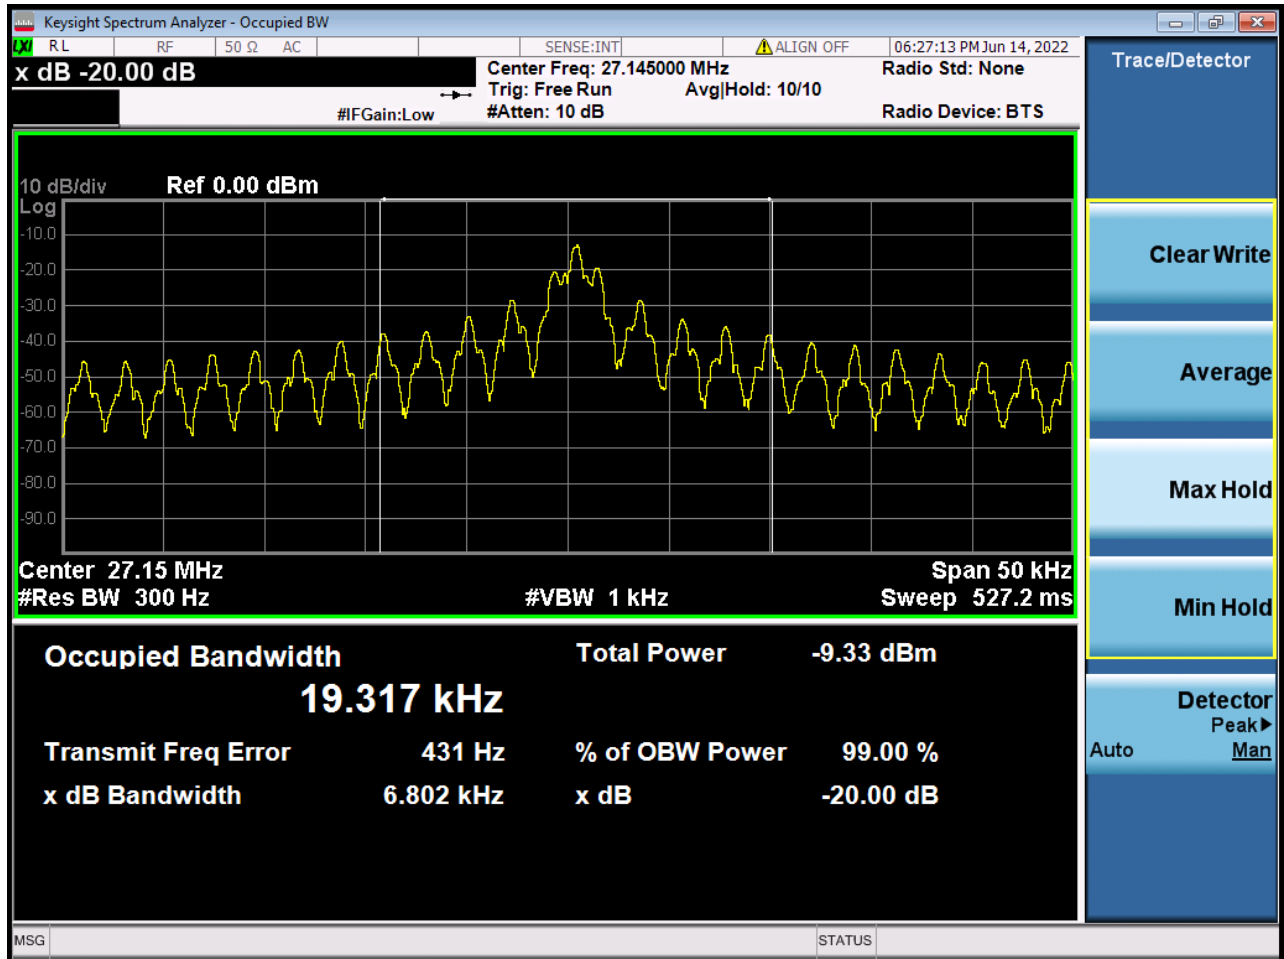 Keysight Spectrum Analyzer - Occupied BW
LXI RL RF 50 Ω AC SENSE:INT ALIGN OFF 06:27:13 PM Jun 14, 2022
x dB -20.00 dB
Center Freq: 27.145000 MHz Radio Std: None
Trig: Free Run Avg|Hold: 10/10
#IFGain:Low #Atten: 10 dB Radio Device: BTS
Trace/Detector
10 dB/div Ref 0.00 dBm
Log
-10.0
-20.0
-30.0
-40.0
-50.0
-60.0
-70.0
-80.0
-90.0
Center 27.15 MHz Span 50 kHz
#Res BW 300 Hz #VBW 1 kHz Sweep 527.2 ms
Occupied Bandwidth Total Power -9.33 dBm
19.317 kHz
Transmit Freq Error 431 Hz % of OBW Power 99.00 %
x dB Bandwidth 6.802 kHz x dB -20.00 dB
Clear Write
Average
Max Hold
Min Hold
Detector
Peak▶
Auto Man
MSG STATUS